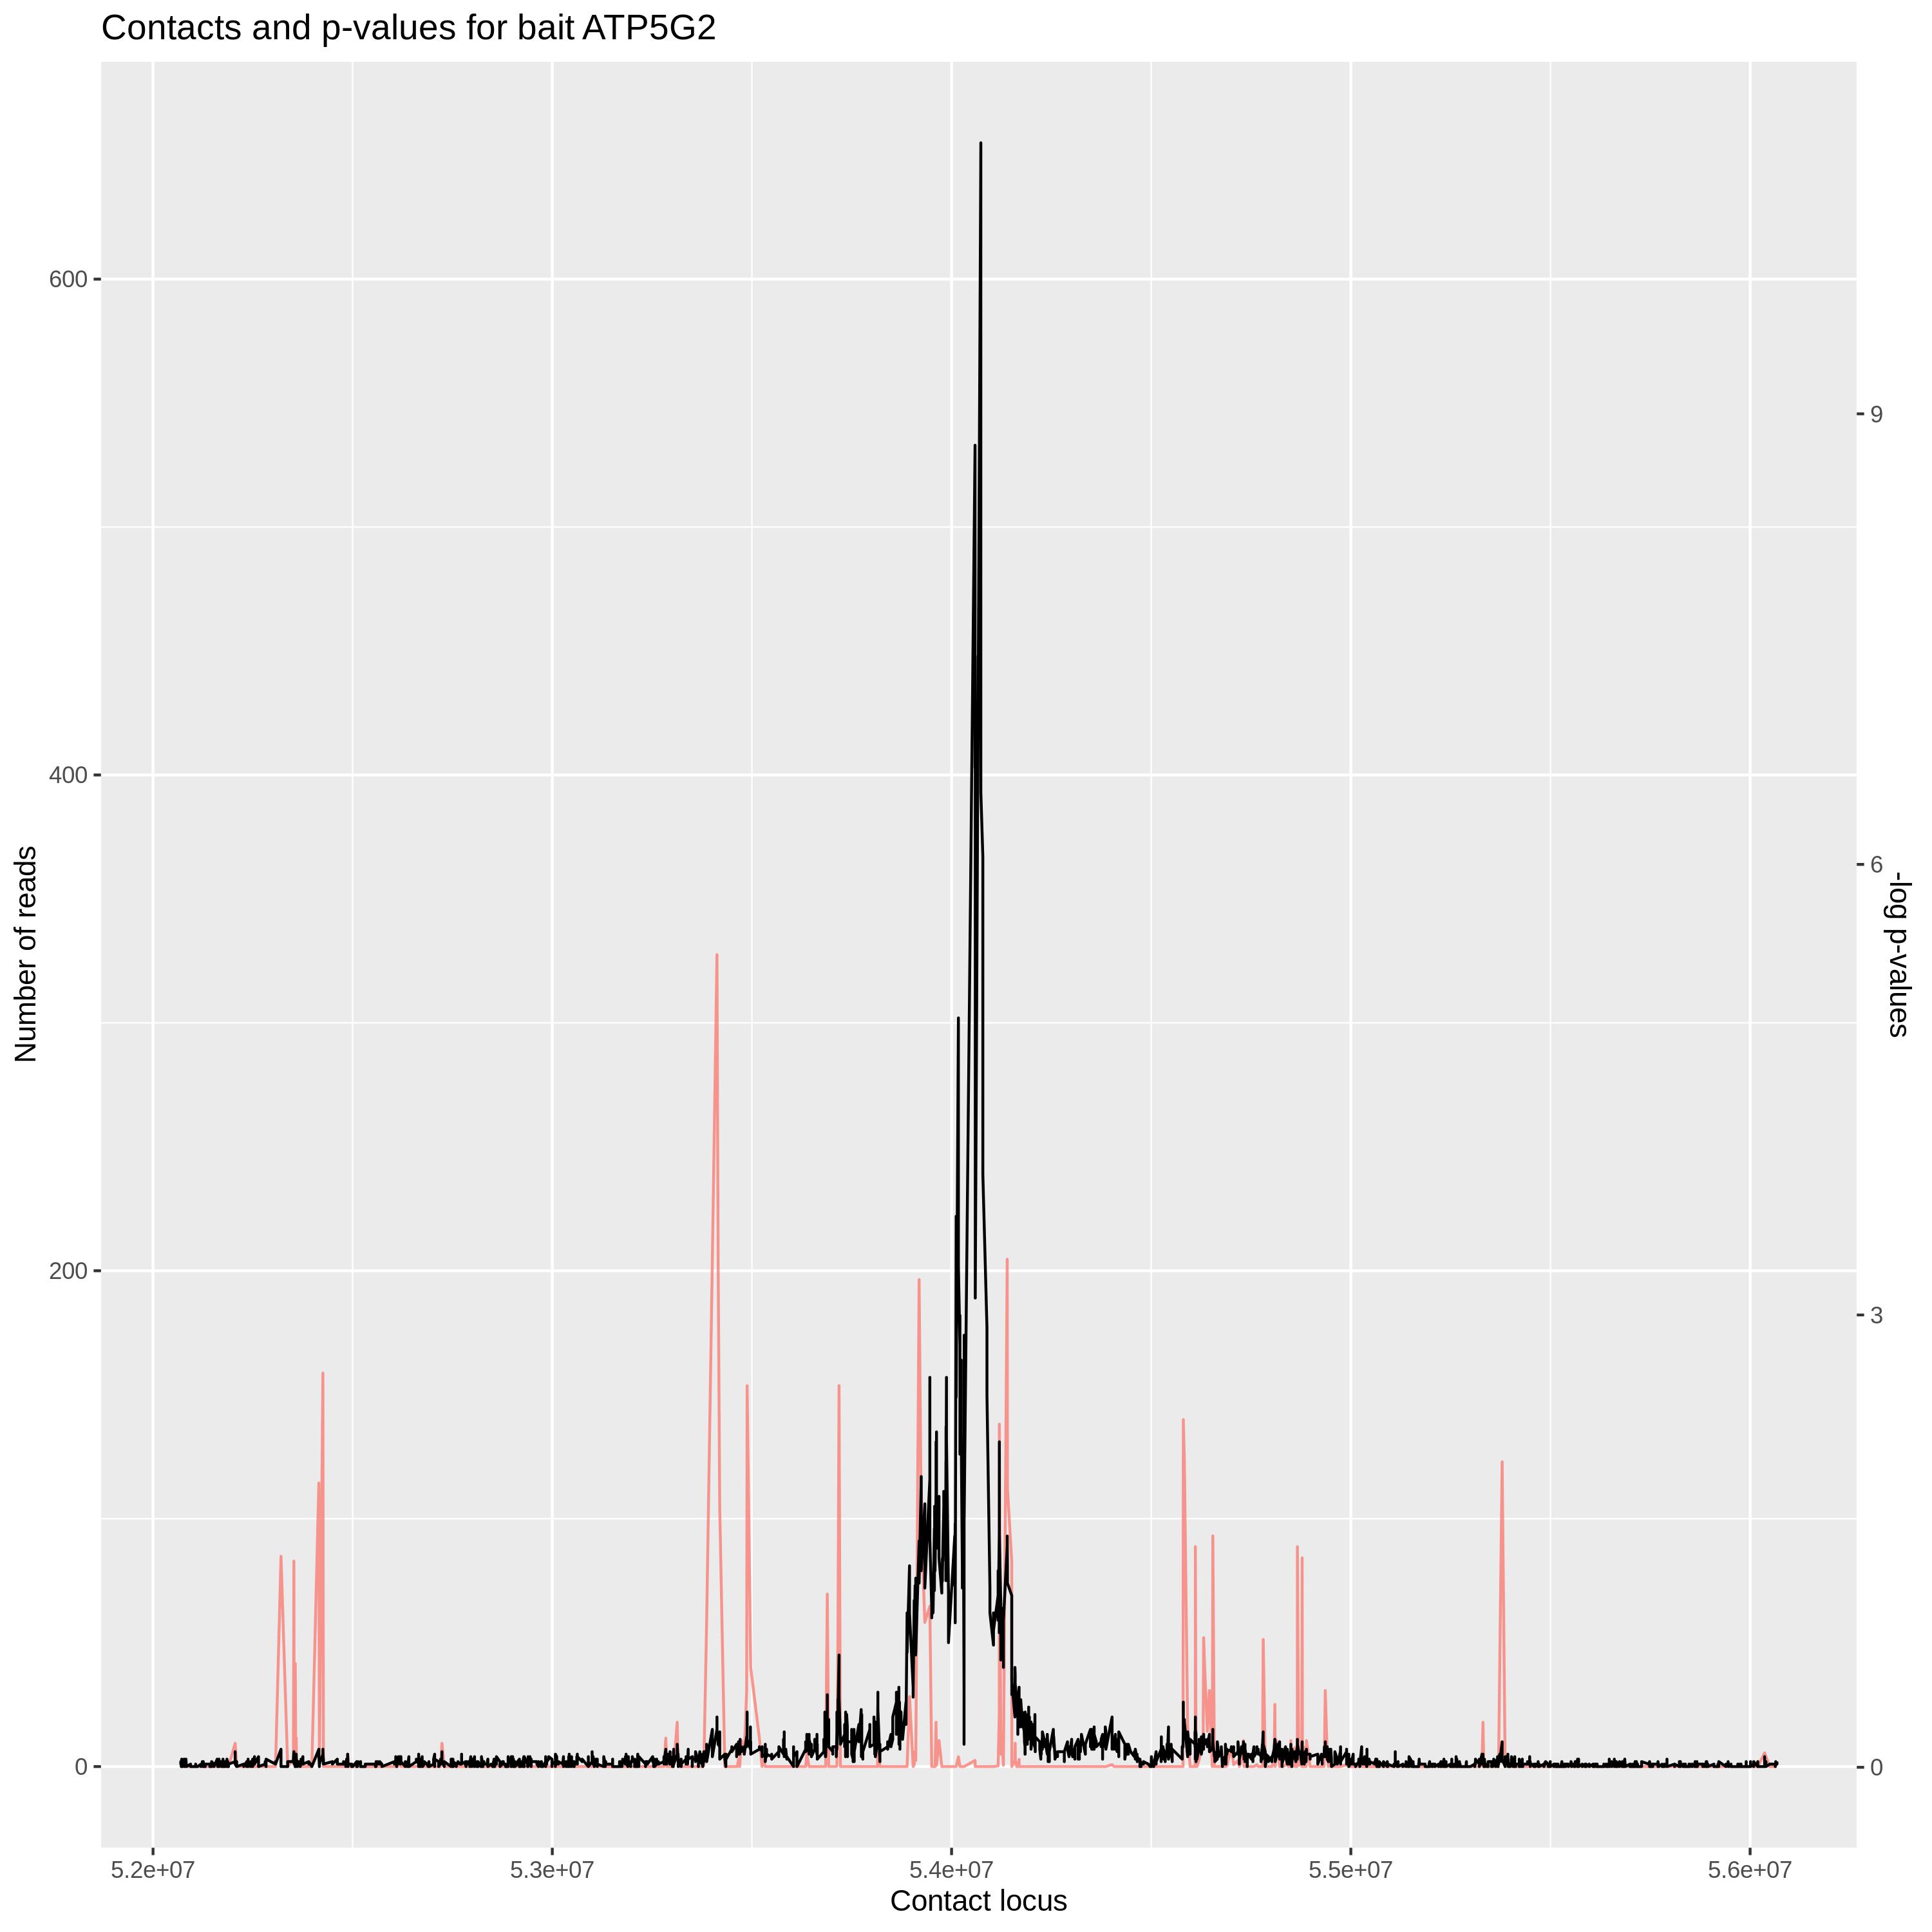 Contacts and p-values for bait ATP5G2
600
400
200
0
Number of reads
9
6
3
0
-log p-values
5.2e+07
5.3e+07
5.4e+07
5.5e+07
5.6e+07
Contact locus